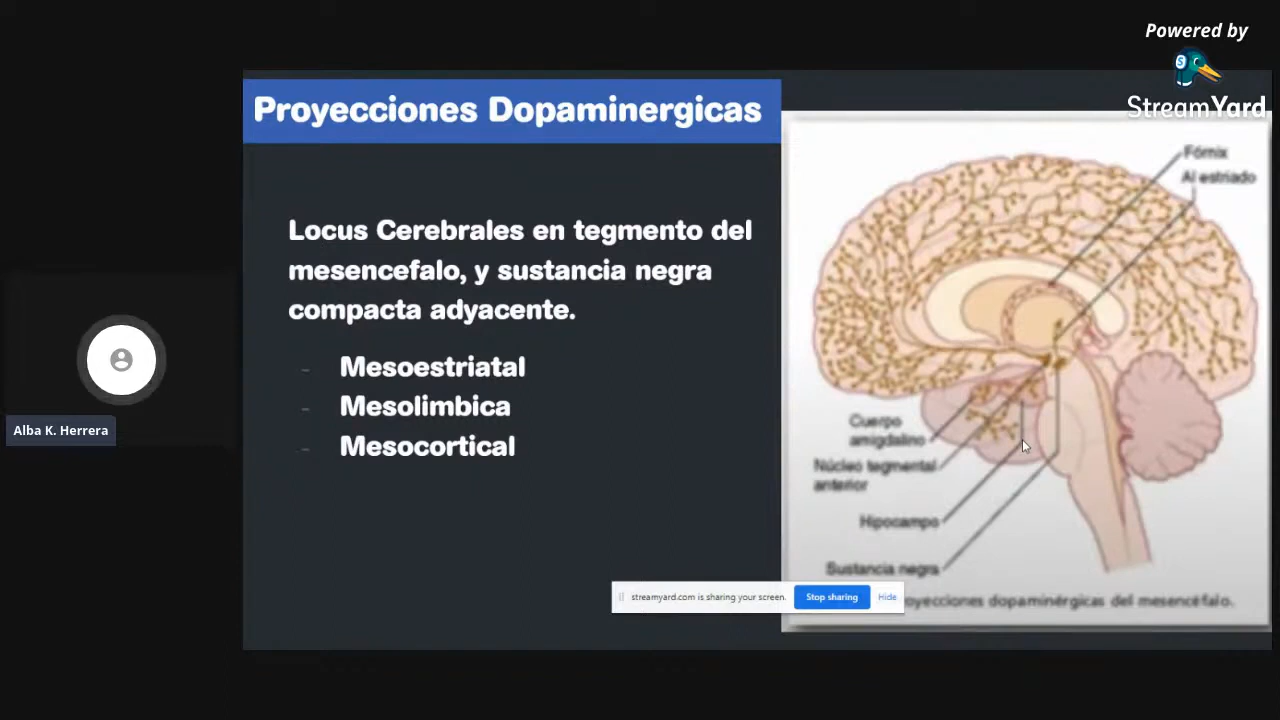 Powered by
StreamYard
Proyecciones Dopaminergicas
Locus Cerebrales en tegmento del
mesencefalo, y sustancia negra
compacta adyacente.
- Mesoestriatal
- Mesolimbica
- Mesocortical
Alba K. Herrera
Fórnix
Al estriado
Cuerpo
amigdalino
Núcleo tegmental
anterior
Hipocampo
Sustancia negra
royecciones dopaminérgicas del mesencéfalo.
streamyard.com is sharing your screen.
Stop sharing
Hide